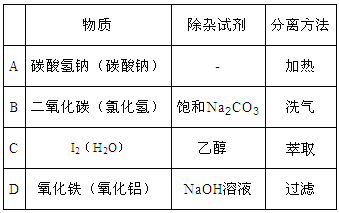 物质 除杂试剂 分离方法
A 碳酸氢钠（碳酸钠） - 加热
B 二氧化碳（氯化氢） 饱和Na₂CO₃ 洗气
C I₂（H₂O） 乙醇 萃取
D 氧化铁（氧化铝） NaOH溶液 过滤